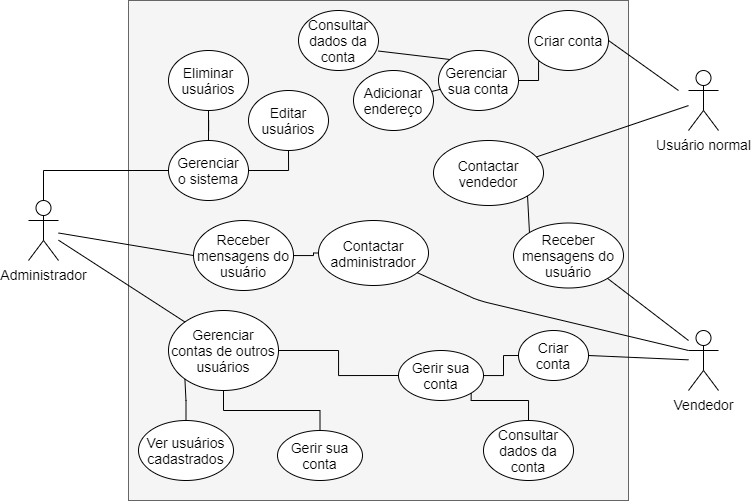 Consultar
dados da
conta
Criar conta
Gerenciar
sua conta
Eliminar
usuários
Adicionar
endereço
Editar
usuários
Usuário normal
Gerenciar
o sistema
Contactar
vendedor
Administrador
Receber
mensagens do
usuário
Contactar
administrador
Receber
mensagens do
usuário
Gerenciar
contas de outros
usuários
Gerir sua
conta
Criar
conta
Vendedor
Ver usuários
cadastrados
Gerir sua
conta
Consultar
dados da
conta